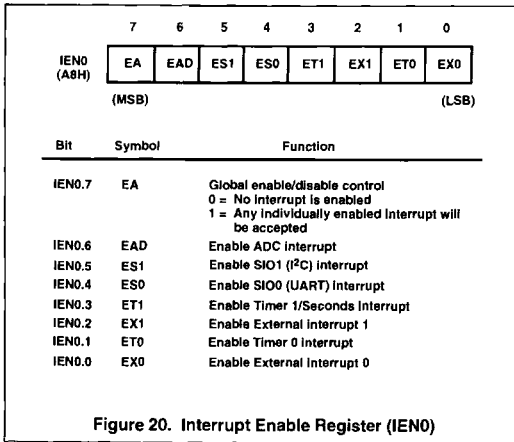 7 6 5 4 3 2 1 0
IEN0 (A8H) EA EAD ES1 ES0 ET1 EX1 ET0 EX0
(MSB) (LSB)
Bit Symbol Function
IEN0.7 EA Global enable/disable control
0 = No interrupt is enabled
1 = Any individually enabled interrupt will
be accepted
IEN0.6 EAD Enable ADC interrupt
IEN0.5 ES1 Enable SIO1 (I²C) interrupt
IEN0.4 ES0 Enable SIO0 (UART) interrupt
IEN0.3 ET1 Enable Timer 1/Seconds Interrupt
IEN0.2 EX1 Enable External interrupt 1
IEN0.1 ET0 Enable Timer 0 interrupt
IEN0.0 EX0 Enable External interrupt 0
Figure 20. Interrupt Enable Register (IEN0)